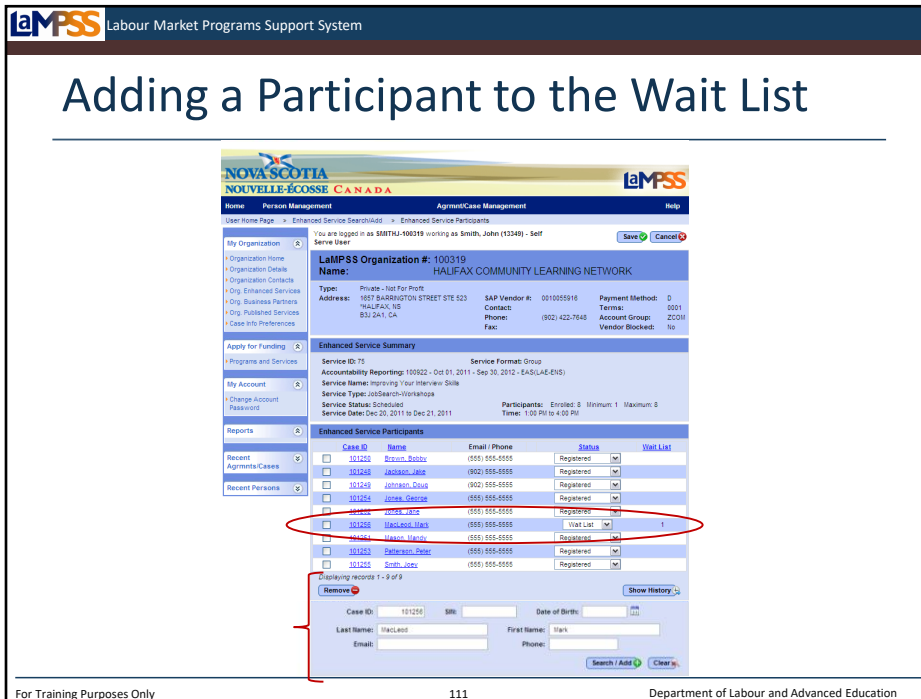 LaMPSS Labour Market Programs Support System
Adding a Participant to the Wait List
NOVA SCOTIA
NOUVELLE-ÉCOSSE CANADA
LaMPSS
Home Person Management Agrmnt/Case Management Help
User Home Page » Enhanced Service Search/Add » Enhanced Service Participants
You are logged in as SMITHJ-100319 working as Smith, John (13349) - Self Serve User
Save Cancel
My Organization
Organization Home
Organization Details
Organization Contacts
Org. Enhanced Services
Org. Business Partners
Org. Published Services
Case Info Preferences
Apply for Funding
Programs and Services
My Account
Change Account Password
Reports
Recent Agrmnts/Cases
Recent Persons
LaMPSS Organization #: 100319
Name: HALIFAX COMMUNITY LEARNING NETWORK
Type: Private - Not For Profit
Address: 1657 BARRINGTON STREET STE 523 SAP Vendor #: 0010055916 Payment Method: D
*HALIFAX, NS Contact: Terms: 0001
B3J 2A1, CA Phone: (902) 422-7648 Account Group: ZCOM
Fax: Vendor Blocked: No
Enhanced Service Summary
Service ID: 75 Service Format: Group
Accountability Reporting: 100922 - Oct 01, 2011 - Sep 30, 2012 - EAS(LAE-ENS)
Service Name: Improving Your Interview Skills
Service Type: JobSearch-Workshops
Service Status: Scheduled Participants: Enrolled: 8 Minimum: 1 Maximum: 8
Service Date: Dec 20, 2011 to Dec 21, 2011 Time: 1:00 PM to 4:00 PM
Enhanced Service Participants
Case ID Name Email / Phone Status Wait List
101250 Brown, Bobby (555) 555-5555 Registered
101248 Jackson, Jake (902) 555-5555 Registered
101249 Johnson, Doug (902) 555-5555 Registered
101254 Jones, George (555) 555-5555 Registered
101252 Jones, Jane (555) 555-5555 Registered
101256 MacLeod, Mark (555) 555-5555 Wait List 1
101251 Mason, Mandy (555) 555-5555 Registered
101253 Patterson, Peter (555) 555-5555 Registered
101255 Smith, Joey (555) 555-5555 Registered
Displaying records 1 - 9 of 9
Remove Show History
Case ID: 101256 SIN: Date of Birth:
Last Name: MacLeod First Name: Mark
Email: Phone:
Search / Add Clear
For Training Purposes Only 111 Department of Labour and Advanced Education